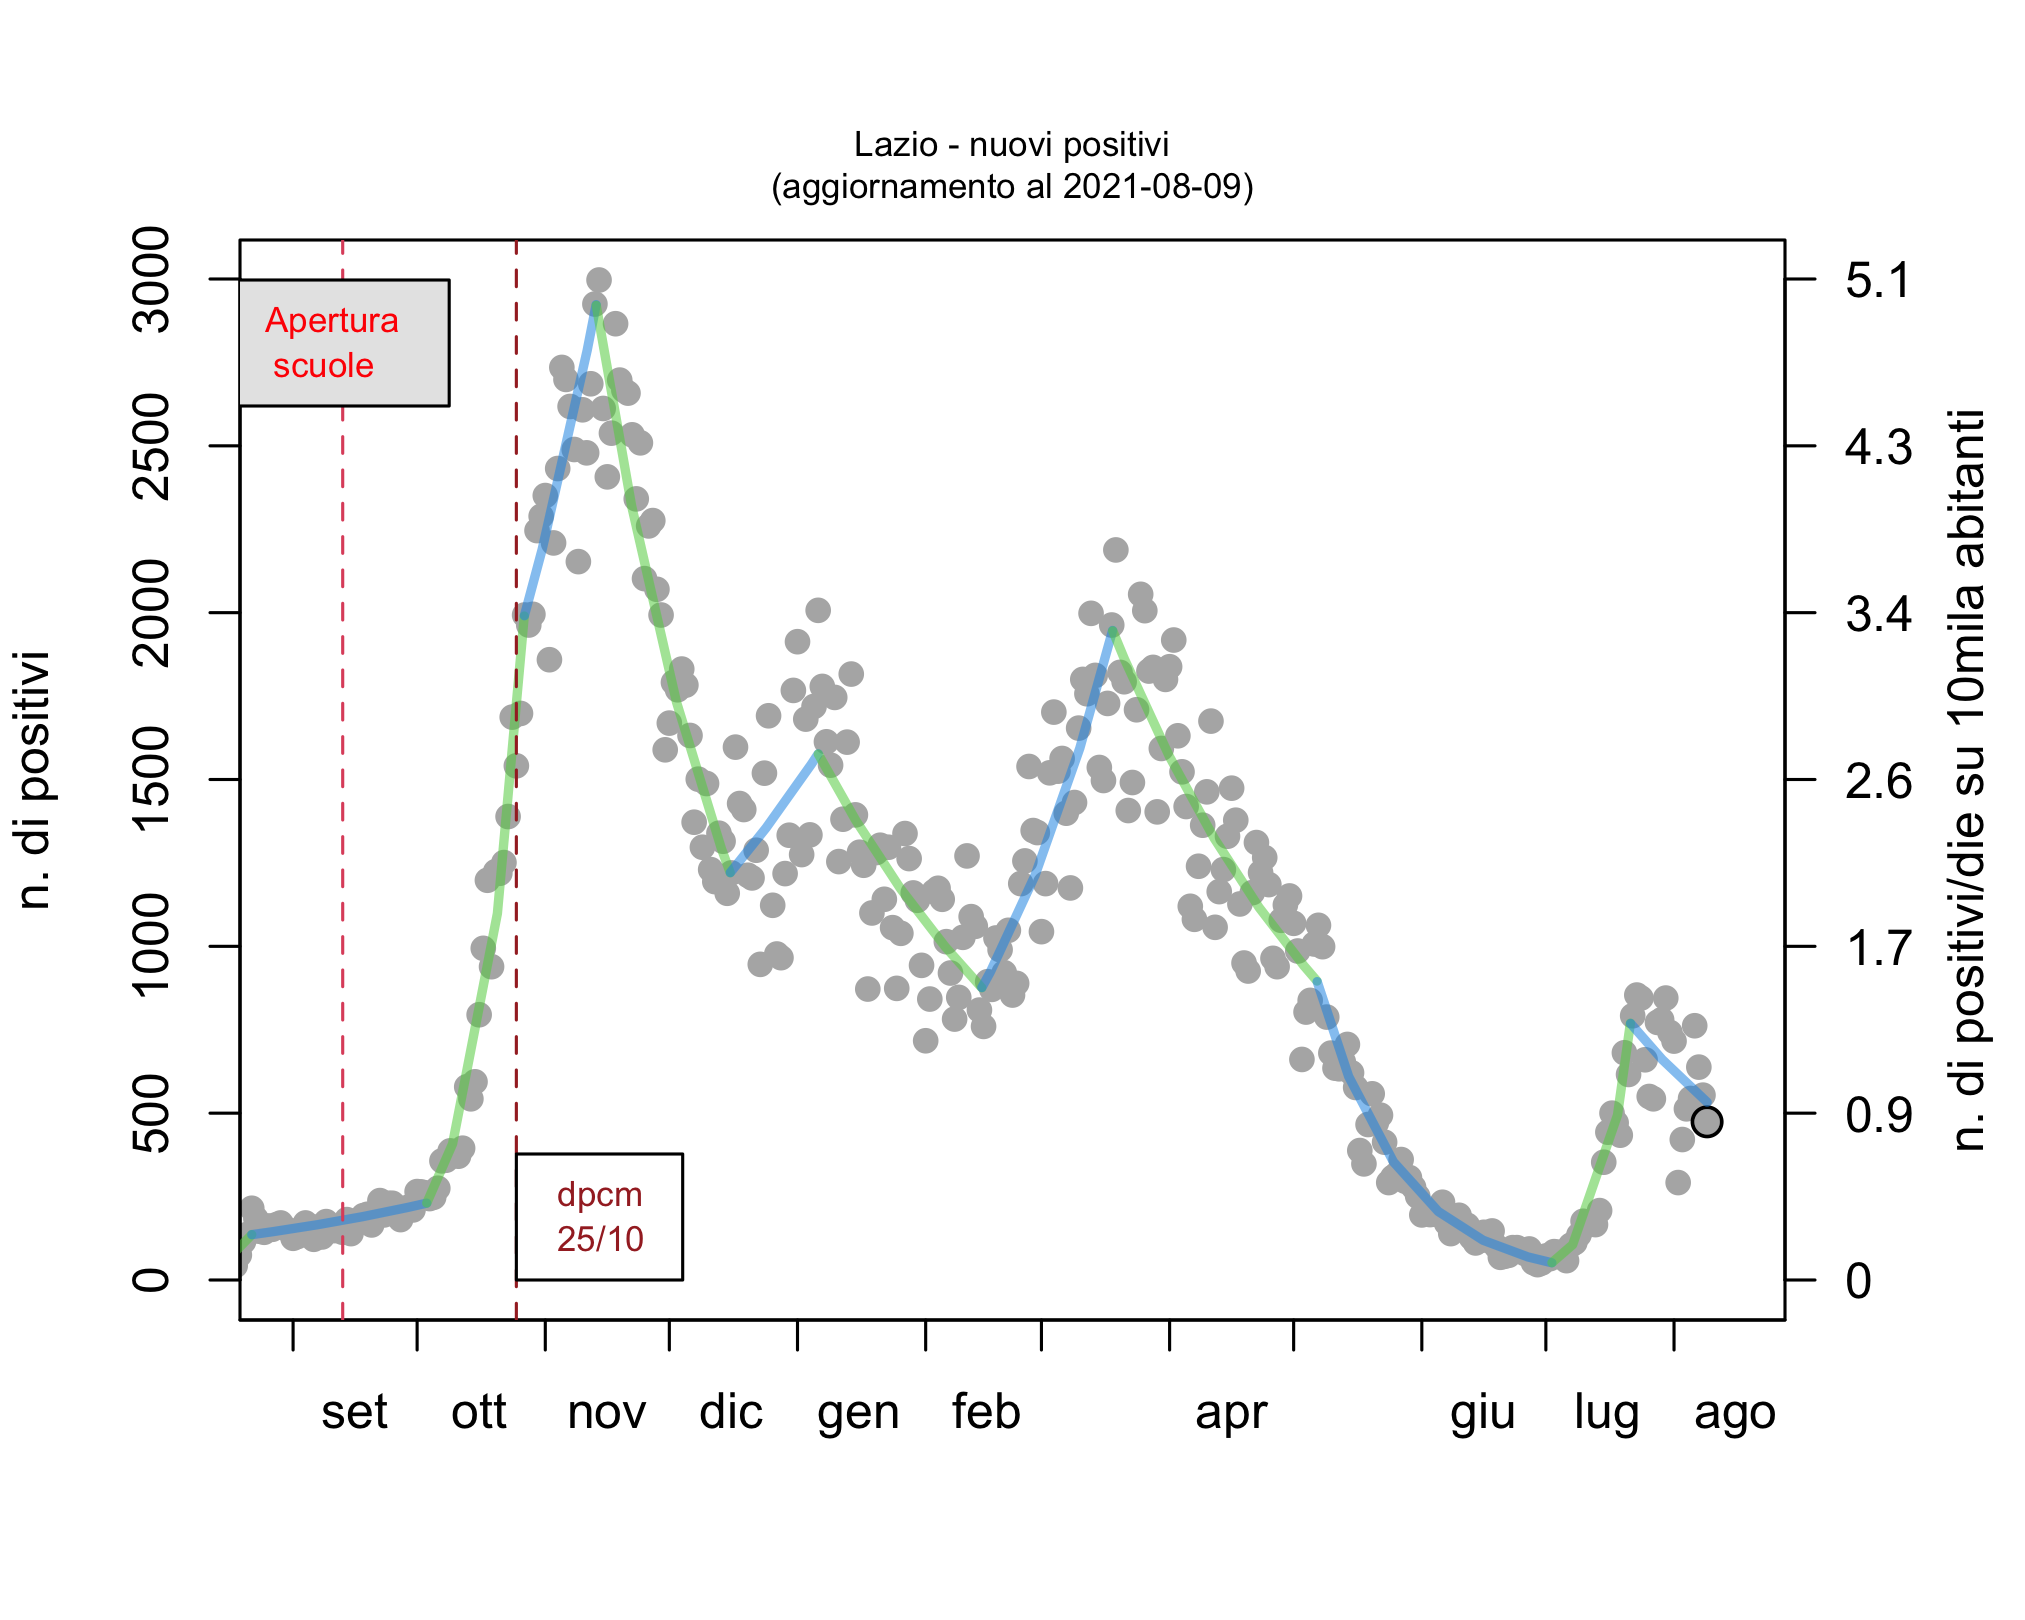 Lazio - nuovi positivi
(aggiornamento al 2021-08-09)
n. di positivi
3000
2500
2000
1500
1000
500
0
Apertura
scuole
dpcm
25/10
5.1
4.3
3.4
2.6
1.7
0.9
0
n. di positivi/die su 10mila abitanti
set ott nov dic gen feb apr giu lug ago